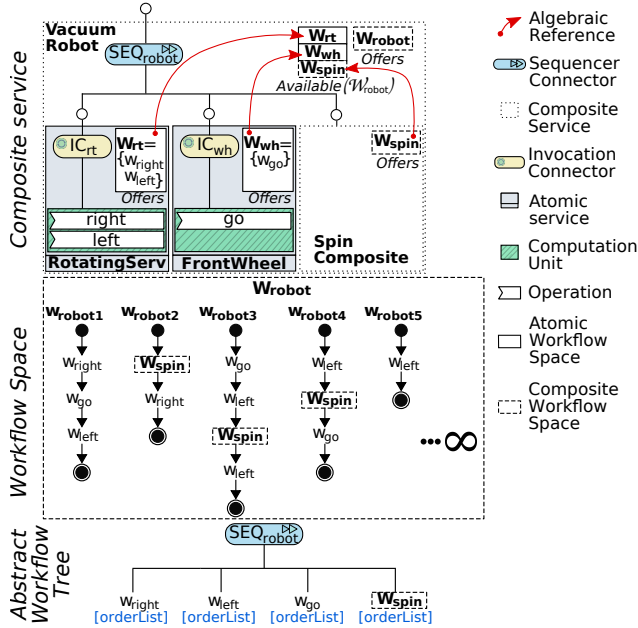 Composite service
Vacuum
Robot
SEQrobot
Wrt
Wwh
Wspin
Available (Wrobot)
Wrobot
Offers
ICrt
Wrt=
{wright
wleft}
Offers
right
left
RotatingServ
ICwh
Wwh=
{wgo}
Offers
go
FrontWheel
Wspin
Offers
Spin
Composite
Algebraic
Reference
Sequencer
Connector
Composite
Service
Invocation
Connector
Atomic
service
Computation
Unit
Operation
Atomic
Workflow
Space
Composite
Workflow
Space
Workflow Space
Wrobot
wrobot1 wrobot2 wrobot3 wrobot4 wrobot5
wright
wgo
wleft
Wspin
wright
wgo
wleft
Wspin
wleft
wleft
Wspin
wgo
wleft
...∞
Abstract
Workflow
Tree
SEQrobot
wright wleft wgo Wspin
[orderList] [orderList] [orderList] [orderList]